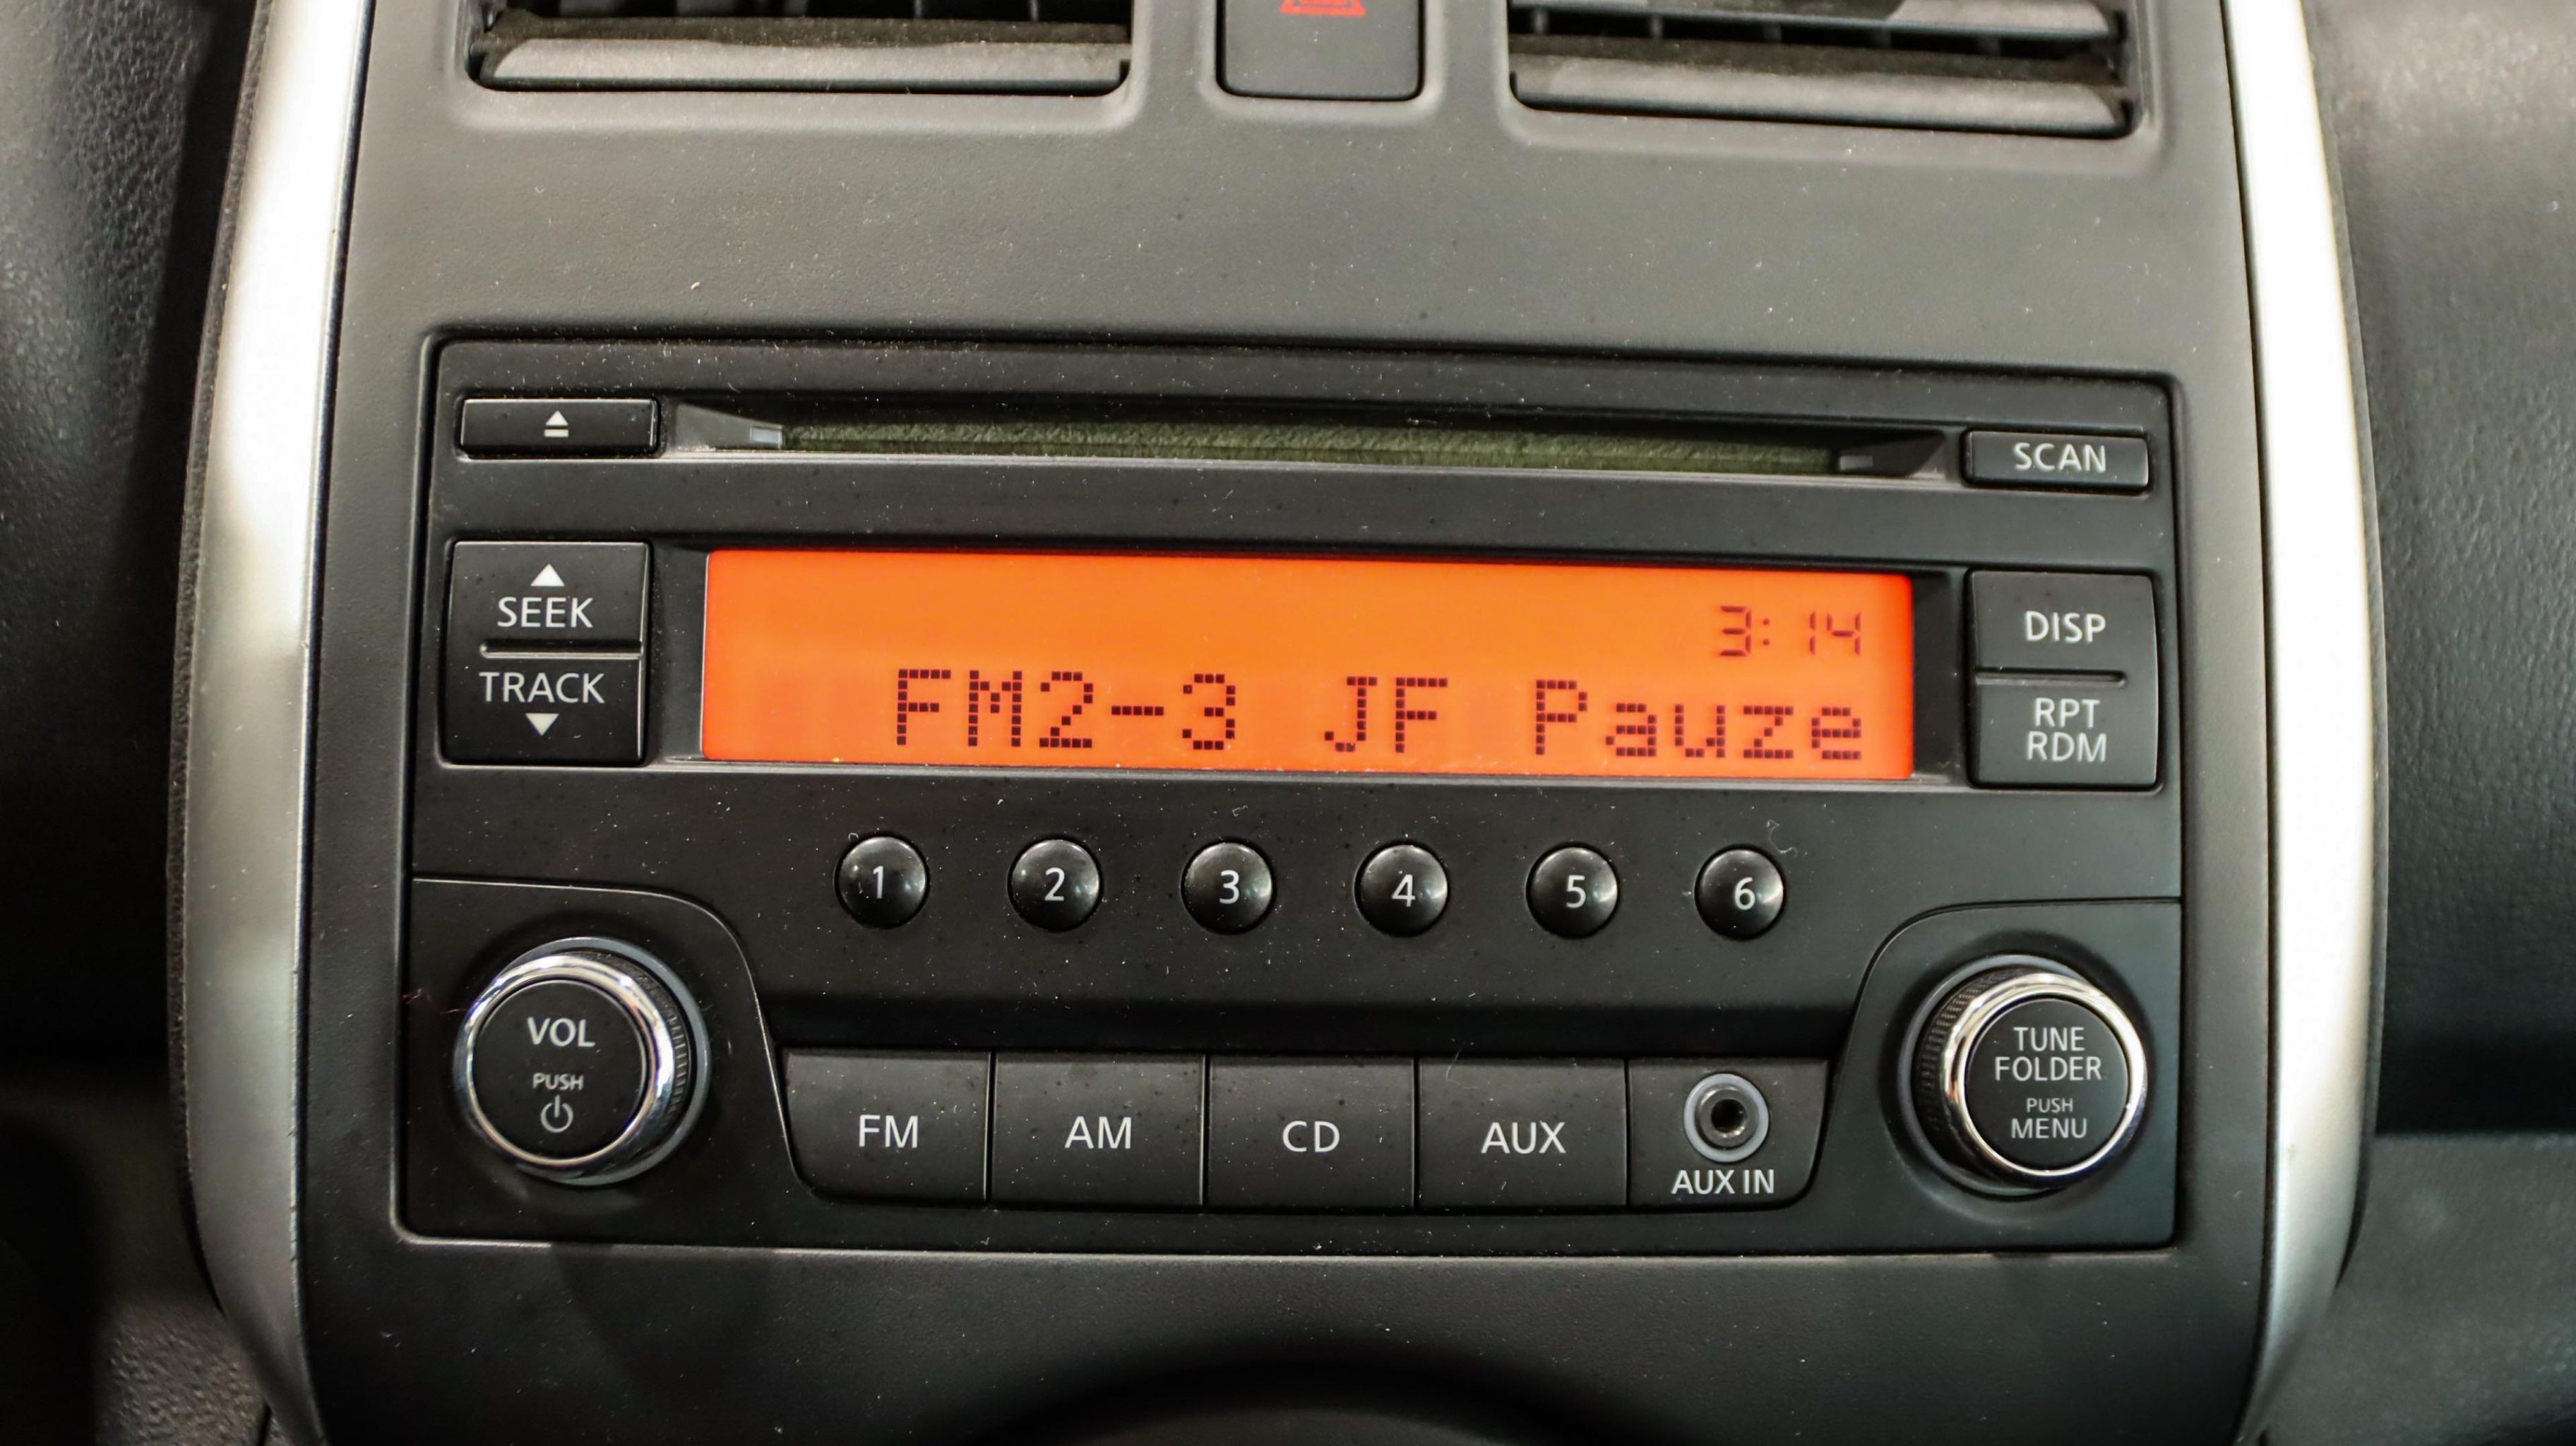 SCAN
SEEK
TRACK
3:14
FM2-3 JF Pauze
DISP
RPT
RDM
1 2 3 4 5 6
VOL
PUSH
FM AM CD AUX
AUX IN
TUNE
FOLDER
PUSH
MENU